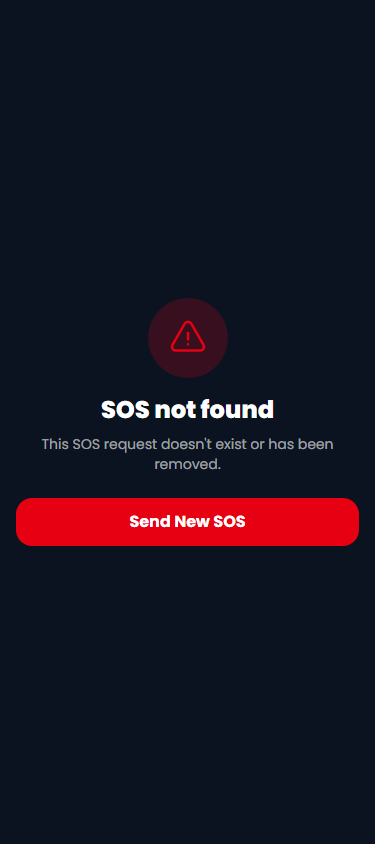 SOS not found
This SOS request doesn't exist or has been
removed.
Send New SOS